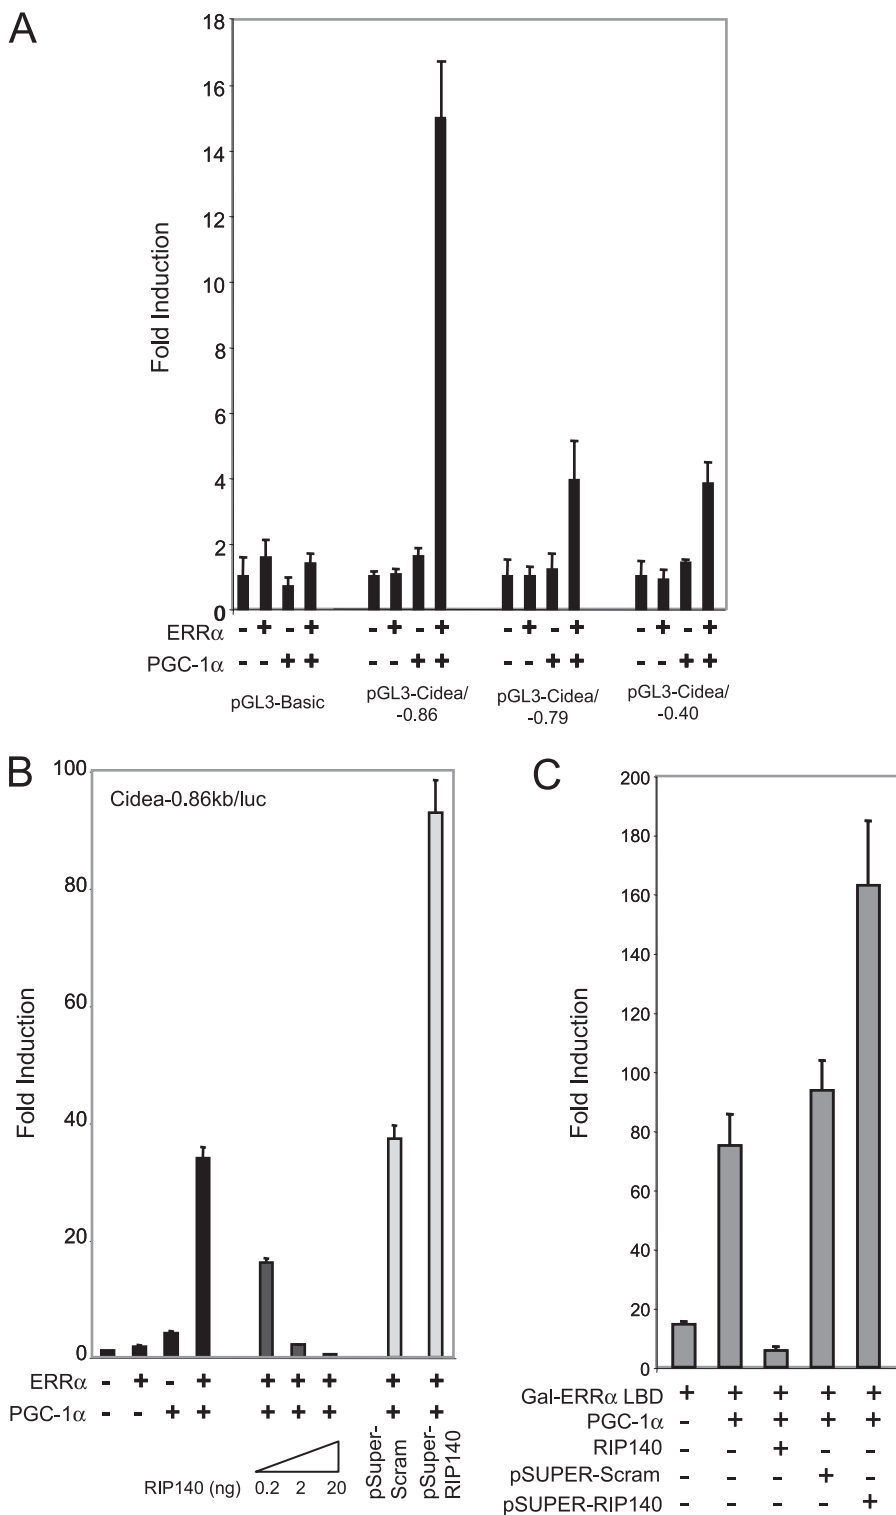 A
18
16
14
12
10
8
6
4
2
0
Fold Induction
ERRα - + - + - + - + - + - + - + - +
PGC-1α - - + + - - + + - - + + - - + +
pGL3-Basic
pGL3-Cidea/
-0.86
pGL3-Cidea/
-0.79
pGL3-Cidea/
-0.40
B
Cidea-0.86kb/luc
100
80
60
40
20
0
Fold Induction
ERRα - + - + + + + + +
PGC-1α - - + + + + + + +
RIP140 (ng) 0.2 2 20
pSuper-
Scram
pSuper-
RIP140
C
200
180
160
140
120
100
80
60
40
20
0
Fold Induction
Gal-ERRα LBD + + + + +
PGC-1α - + + + +
RIP140 - - + - -
pSUPER-Scram - - - + -
pSUPER-RIP140 - - - - +